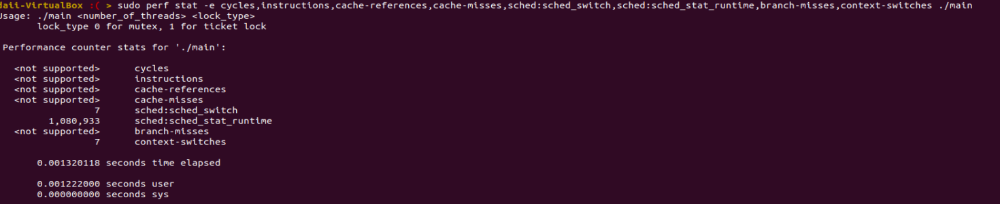 daii-VirtualBox :( > sudo perf stat -e cycles,instructions,cache-references,cache-misses,sched:sched_switch,sched:sched_stat_runtime,branch-misses,context-switches ./main
Usage: ./main <number_of_threads> <lock_type>
lock_type 0 for mutex, 1 for ticket lock
Performance counter stats for './main':
<not supported> cycles
<not supported> instructions
<not supported> cache-references
<not supported> cache-misses
7 sched:sched_switch
1,080,933 sched:sched_stat_runtime
<not supported> branch-misses
7 context-switches
0.001320118 seconds time elapsed
0.001222000 seconds user
0.000000000 seconds sys